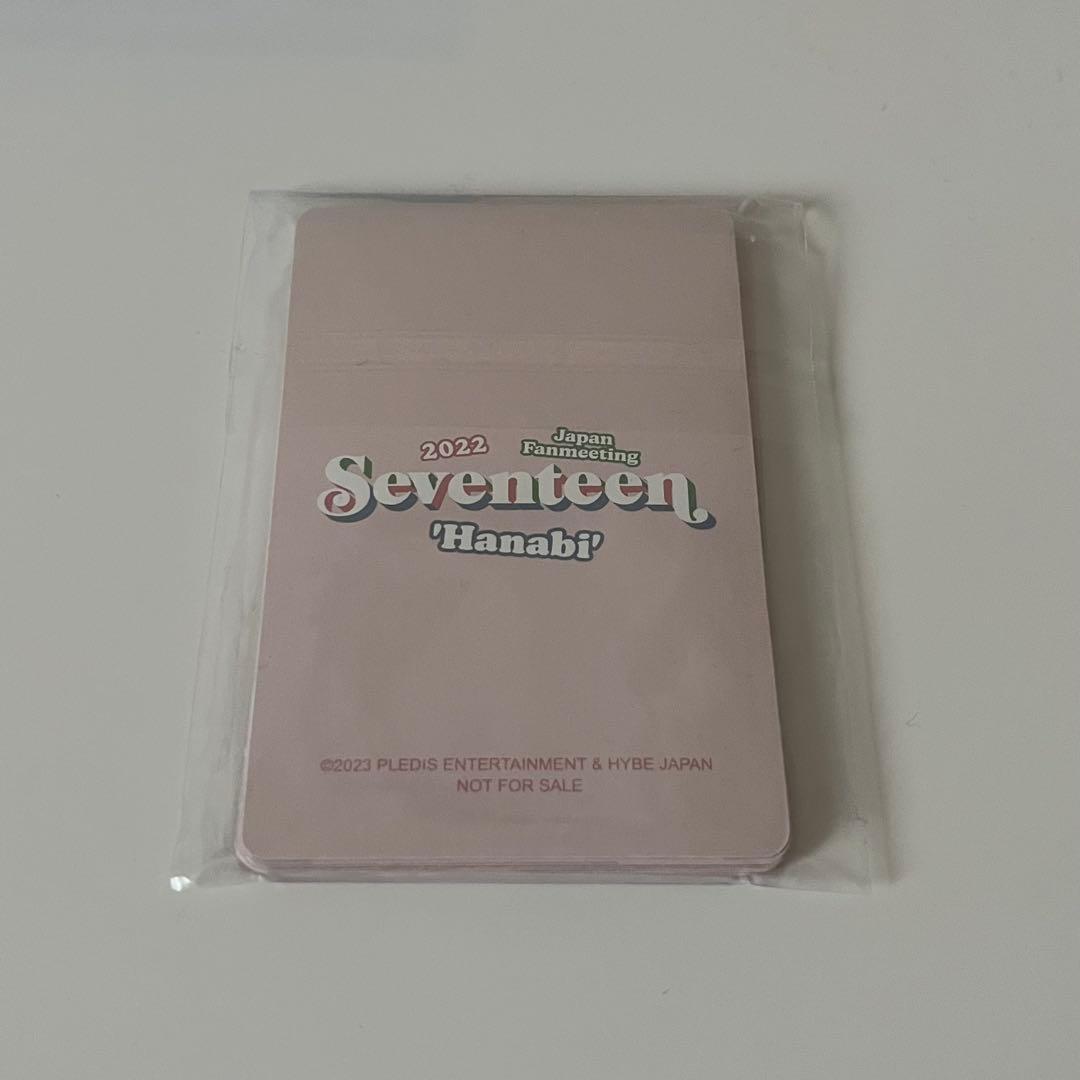 2022 Japan
Fanmeeting
Seventeen
'Hanabi'
©2023 PLEDIS ENTERTAINMENT & HYBE JAPAN
NOT FOR SALE